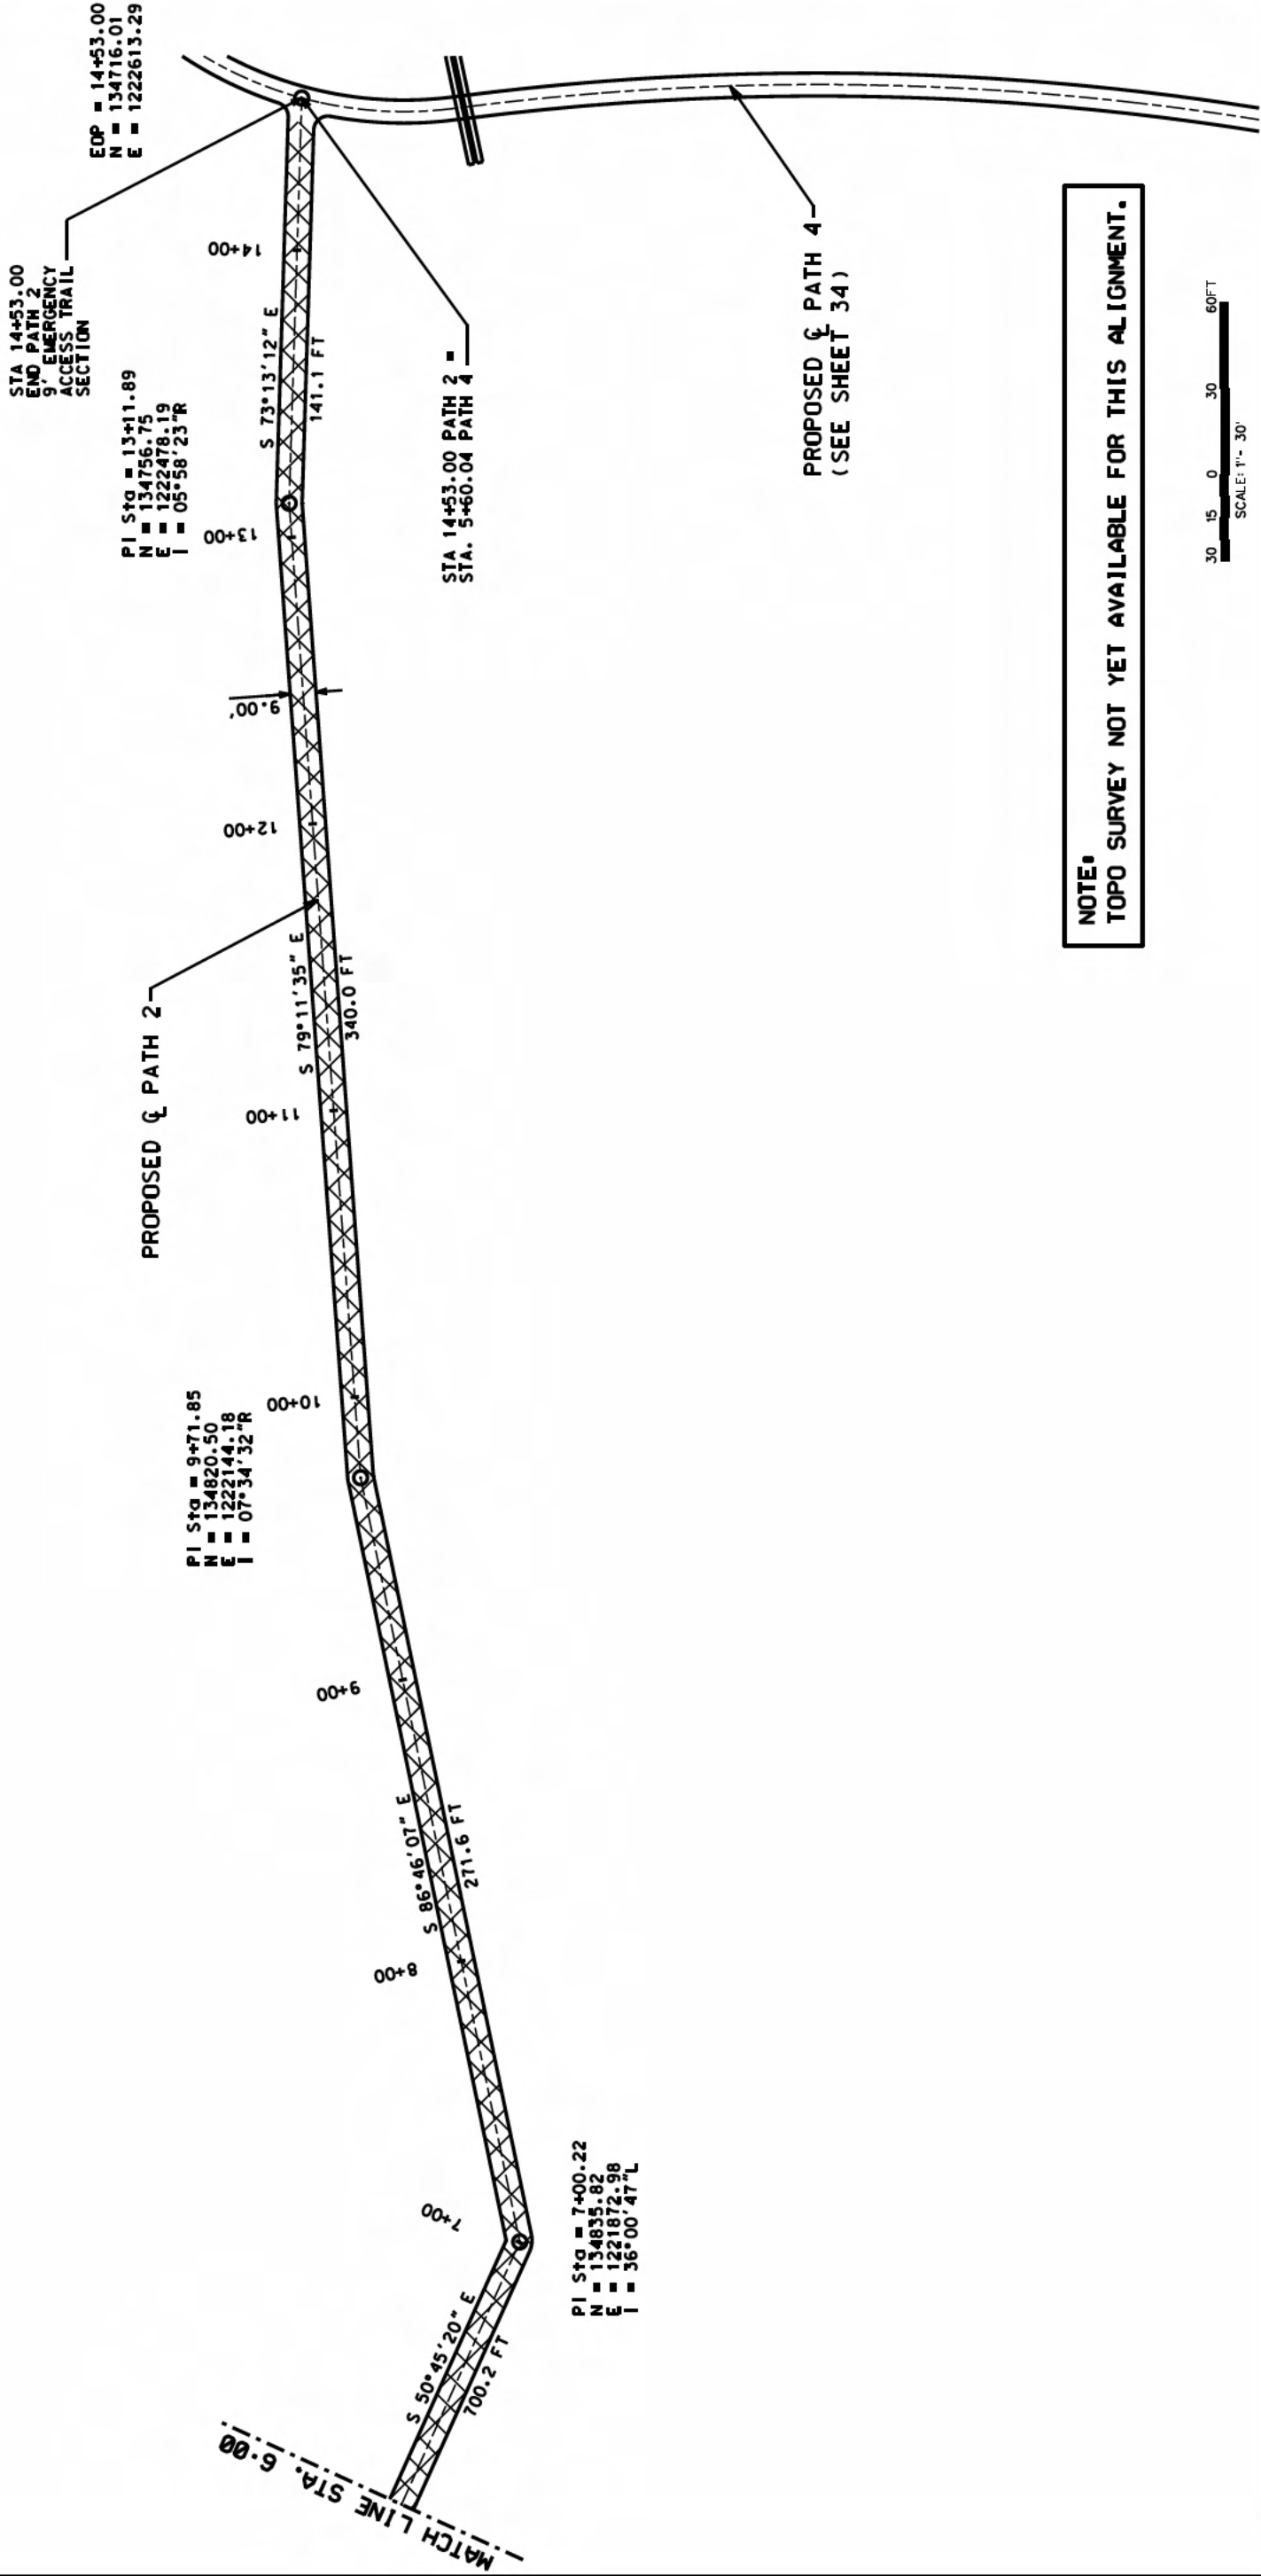 MATCH LINE STA. 6+00
S 50°45'20" E
700.2 FT
7+00
PI Sta = 7+00.22
N = 134835.82
E = 1221872.98
I = 36°00'47"L
8+00
S 86°46'07" E
271.6 FT
9+00
PI Sta = 9+71.85
N = 134820.50
E = 1222144.18
I = 07°34'32"R
10+00
PROPOSED ℄ PATH 2
11+00
S 79°11'35" E
340.0 FT
12+00
9.00'
13+00
PI Sta = 13+11.89
N = 134756.75
E = 1222478.19
I = 05°58'23"R
S 73°13'12" E
141.1 FT
14+00
STA 14+53.00
END PATH 2
9' EMERGENCY
ACCESS TRAIL
SECTION
EOP = 14+53.00
N = 134716.01
E = 1222613.29
STA 14+53.00 PATH 2 =
STA. 5+60.04 PATH 4
PROPOSED ℄ PATH 4
(SEE SHEET 34)
NOTE:
TOPO SURVEY NOT YET AVAILABLE FOR THIS ALIGNMENT.
30 15 0 30 60FT
SCALE: 1"- 30'